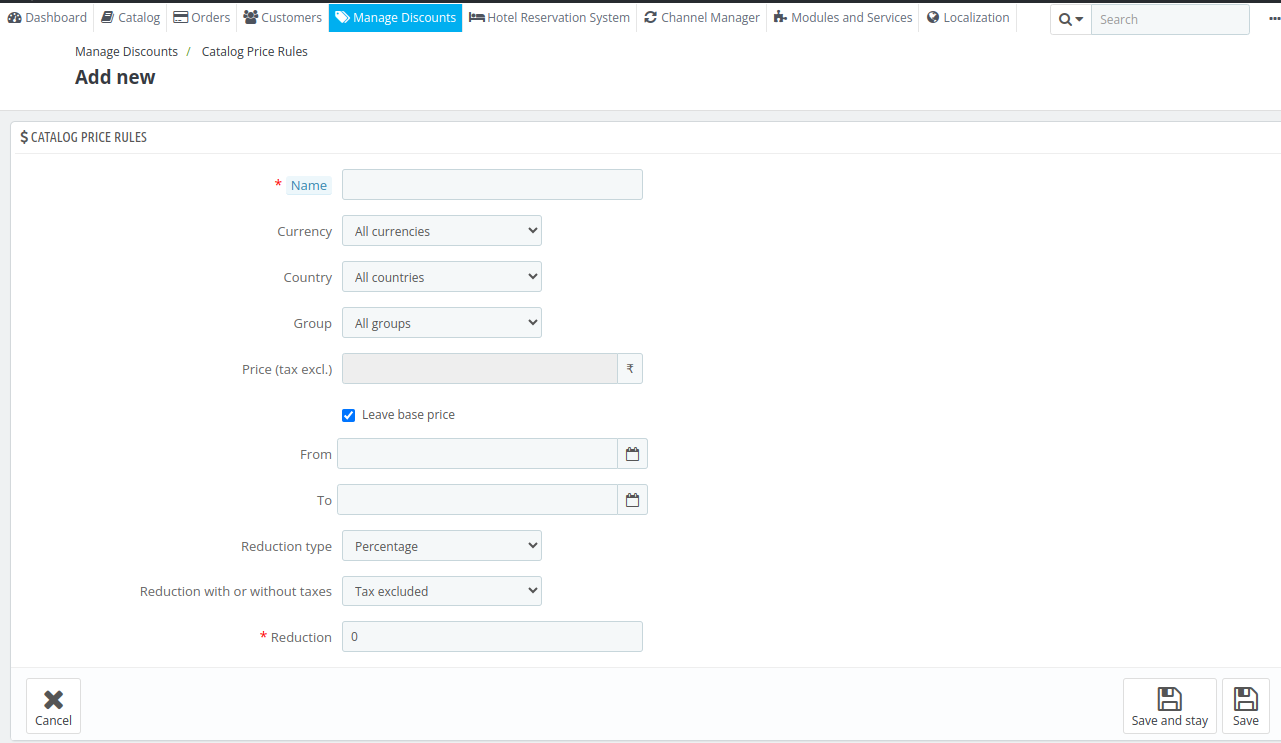 Dashboard Catalog Orders Customers Manage Discounts Hotel Reservation System Channel Manager Modules and Services Localization Search
Manage Discounts / Catalog Price Rules
Add new
$ CATALOG PRICE RULES
* Name
Currency All currencies
Country All countries
Group All groups
Price (tax excl.) ₹
Leave base price
From
To
Reduction type Percentage
Reduction with or without taxes Tax excluded
* Reduction 0
Cancel Save and stay Save